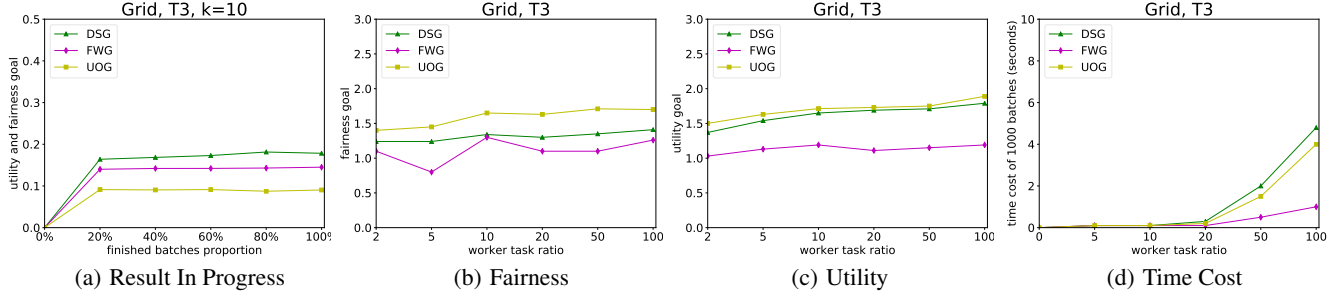 Grid, T3, k=10
DSG
FWG
UOG
utility and fairness goal
0.5
0.4
0.3
0.2
0.1
0.0
0% 20% 40% 60% 80% 100%
finished batches proportion
(a) Result In Progress
Grid, T3
DSG
FWG
UOG
fairness goal
3.0
2.5
2.0
1.5
1.0
0.5
0.0
2 5 10 20 50 100
worker task ratio
(b) Fairness
Grid, T3
DSG
FWG
UOG
utility goal
3.0
2.5
2.0
1.5
1.0
0.5
0.0
2 5 10 20 50 100
worker task ratio
(c) Utility
Grid, T3
DSG
FWG
UOG
time cost of 1000 batches (seconds)
10
8
6
4
2
0
0 5 10 20 50 100
worker task ratio
(d) Time Cost